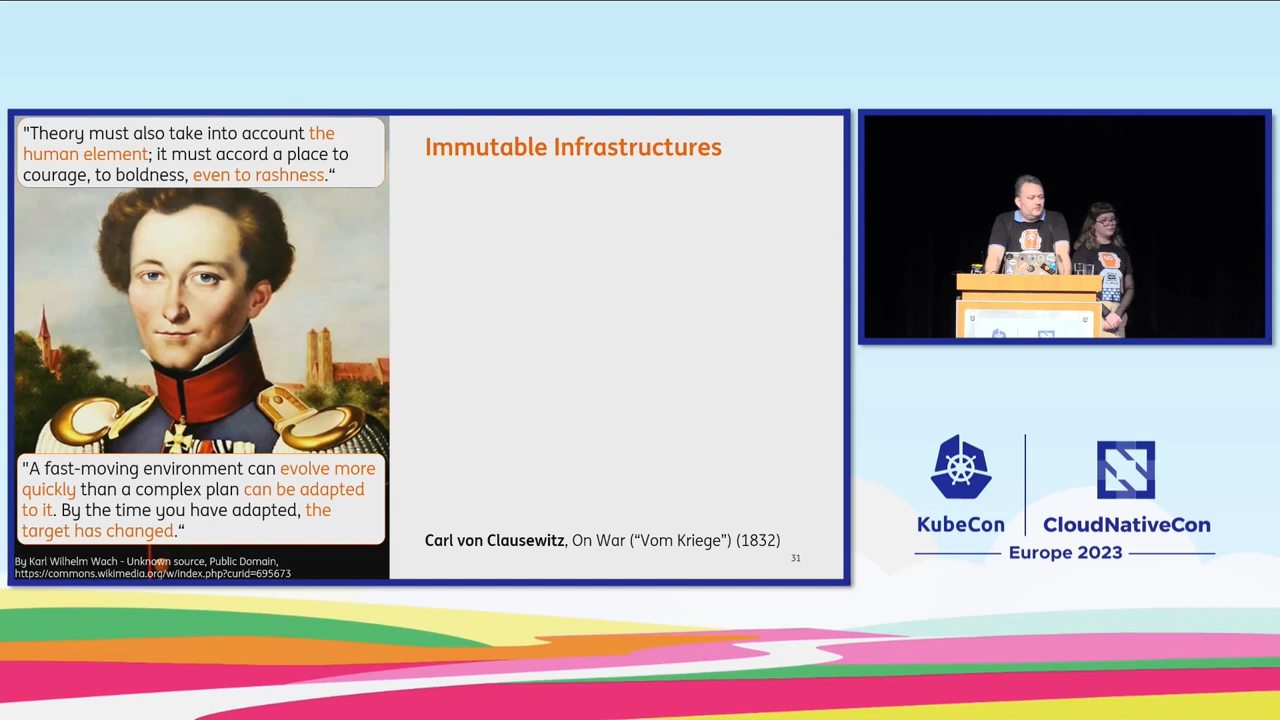 "Theory must also take into account the
human element; it must accord a place to
courage, to boldness, even to rashness.“
Immutable Infrastructures
"A fast-moving environment can evolve more
quickly than a complex plan can be adapted
to it. By the time you have adapted, the
target has changed.“
By Karl Wilhelm Wach - Unknown source, Public Domain,
https://commons.wikimedia.org/w/index.php?curid=695673
Carl von Clausewitz, On War (“Vom Kriege”) (1832)
31
KubeCon
CloudNativeCon
Europe 2023